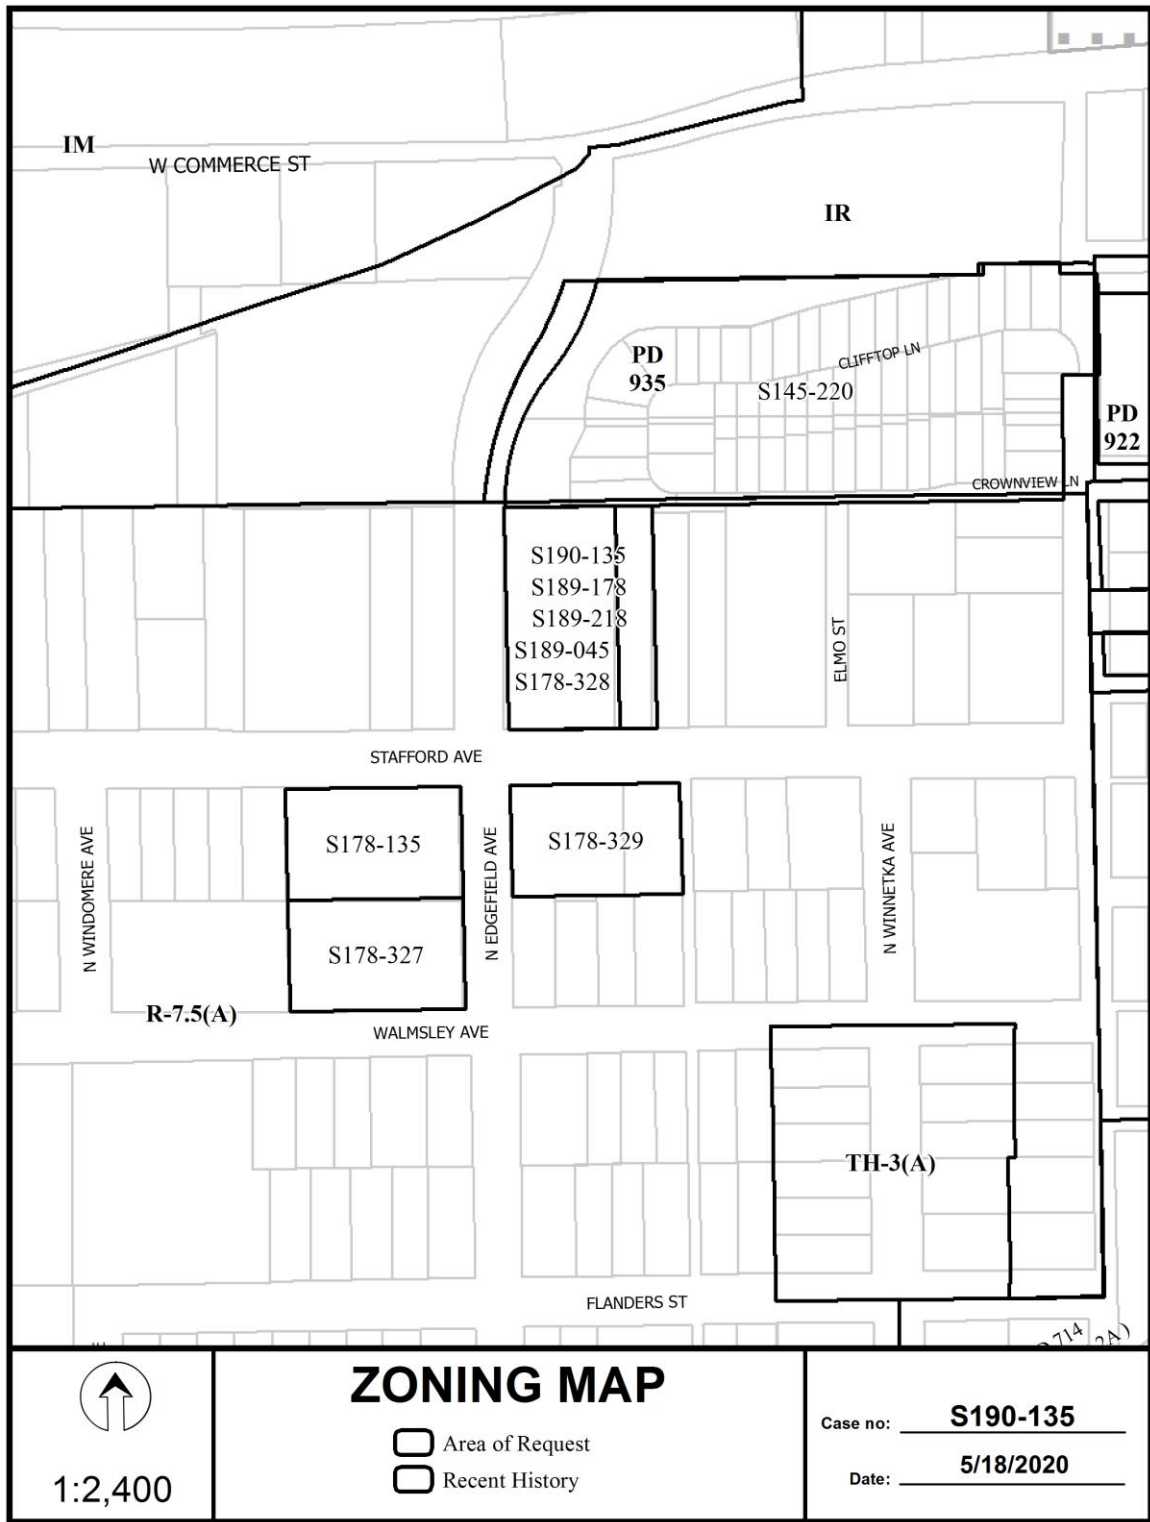 IM
W COMMERCE ST
IR
PD
935
CLIFFTOP LN
S145-220
PD
922
CROWNVIEW LN
S190-135
S189-178
S189-218
S189-045
S178-328
ELMO ST
STAFFORD AVE
N WINDOMERE AVE
S178-135
N EDGEFIELD AVE
S178-329
N WINNETKA AVE
S178-327
R-7.5(A)
WALMSLEY AVE
TH-3(A)
FLANDERS ST
714
2A)
1:2,400
ZONING MAP
Area of Request
Recent History
Case no: S190-135
Date: 5/18/2020